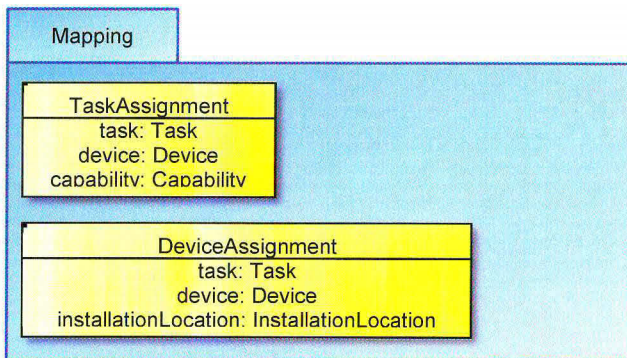 Mapping
TaskAssignment
task: Task
device: Device
capability: Capability
DeviceAssignment
task: Task
device: Device
installationLocation: InstallationLocation